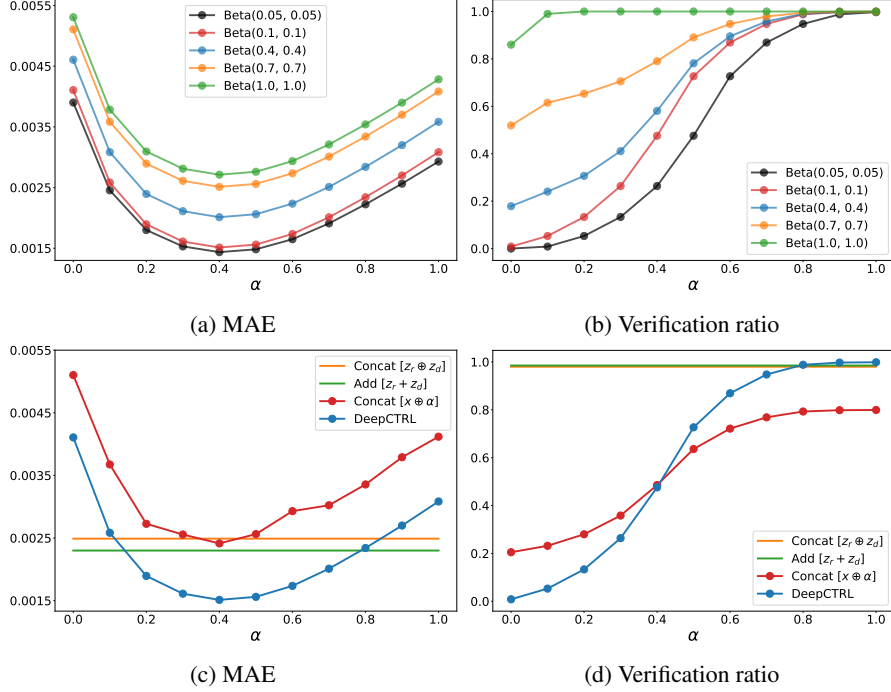 0.0055
0.0045
0.0035
0.0025
0.0015
0.0 0.2 0.4 0.6 0.8 1.0
α
Beta(0.05, 0.05)
Beta(0.1, 0.1)
Beta(0.4, 0.4)
Beta(0.7, 0.7)
Beta(1.0, 1.0)
(a) MAE
1.0
0.8
0.6
0.4
0.2
0.0
0.0 0.2 0.4 0.6 0.8 1.0
α
Beta(0.05, 0.05)
Beta(0.1, 0.1)
Beta(0.4, 0.4)
Beta(0.7, 0.7)
Beta(1.0, 1.0)
(b) Verification ratio
0.0055
0.0045
0.0035
0.0025
0.0015
0.0 0.2 0.4 0.6 0.8 1.0
α
Concat [z_r ⊕ z_d]
Add [z_r + z_d]
Concat [x ⊕ α]
DeepCTRL
(c) MAE
1.0
0.8
0.6
0.4
0.2
0.0
0.0 0.2 0.4 0.6 0.8 1.0
α
Concat [z_r ⊕ z_d]
Add [z_r + z_d]
Concat [x ⊕ α]
DeepCTRL
(d) Verification ratio